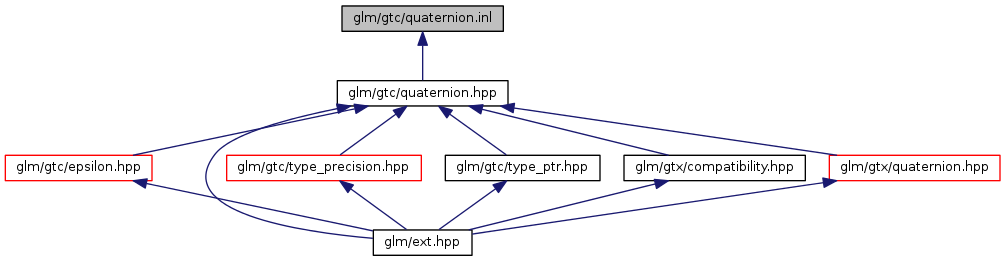 glm/gtc/quaternion.inl
glm/gtc/quaternion.hpp
glm/gtc/epsilon.hpp
glm/gtc/type_precision.hpp
glm/gtc/type_ptr.hpp
glm/gtx/compatibility.hpp
glm/gtx/quaternion.hpp
glm/ext.hpp